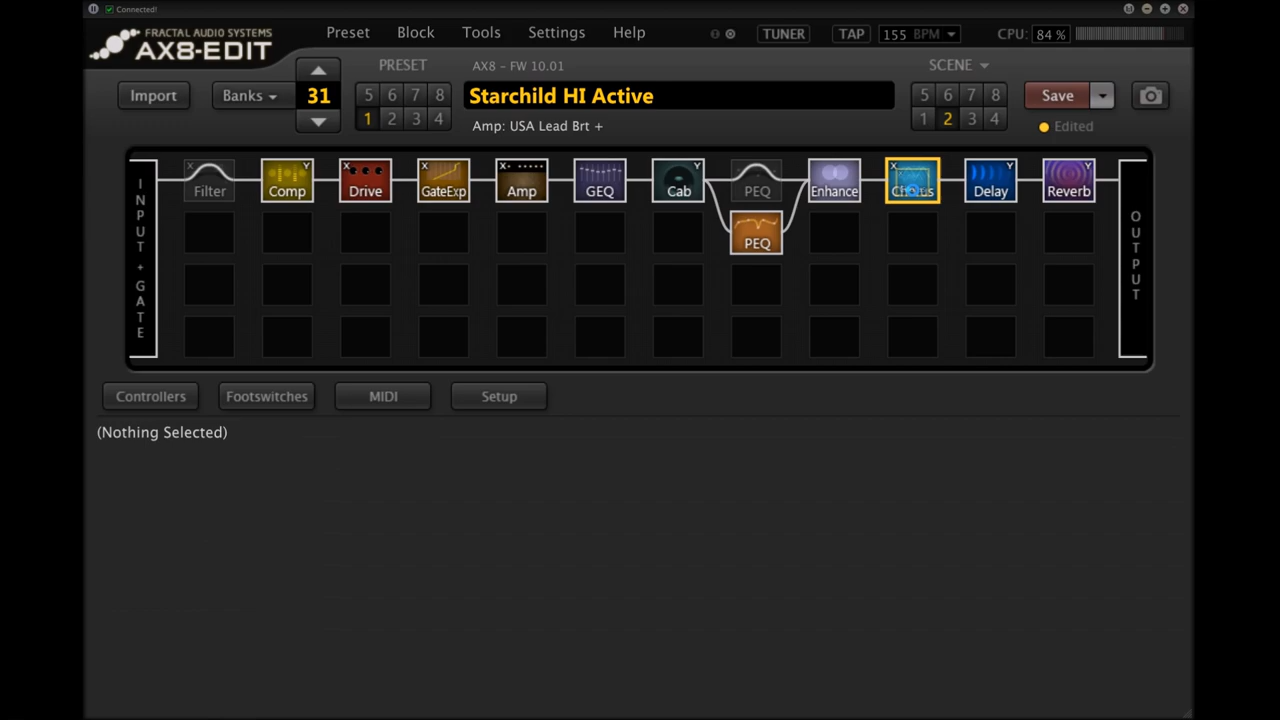 Connected!
FRACTAL AUDIO SYSTEMS
AX8-EDIT
Preset Block Tools Settings Help
TUNER TAP 155 BPM CPU: 84 %
PRESET AX8 - FW 10.01 SCENE
Import Banks 31 5 6 7 8 Starchild HI Active 5 6 7 8 Save
1 2 3 4 Amp: USA Lead Brt + 1 2 3 4 Edited
INPUT + GATE
X Filter Y Comp X Drive X GateExp X Amp GEQ Y Cab PEQ Enhance X Chorus Y Delay Y Reverb
PEQ
OUTPUT
Controllers Footswitches MIDI Setup
(Nothing Selected)